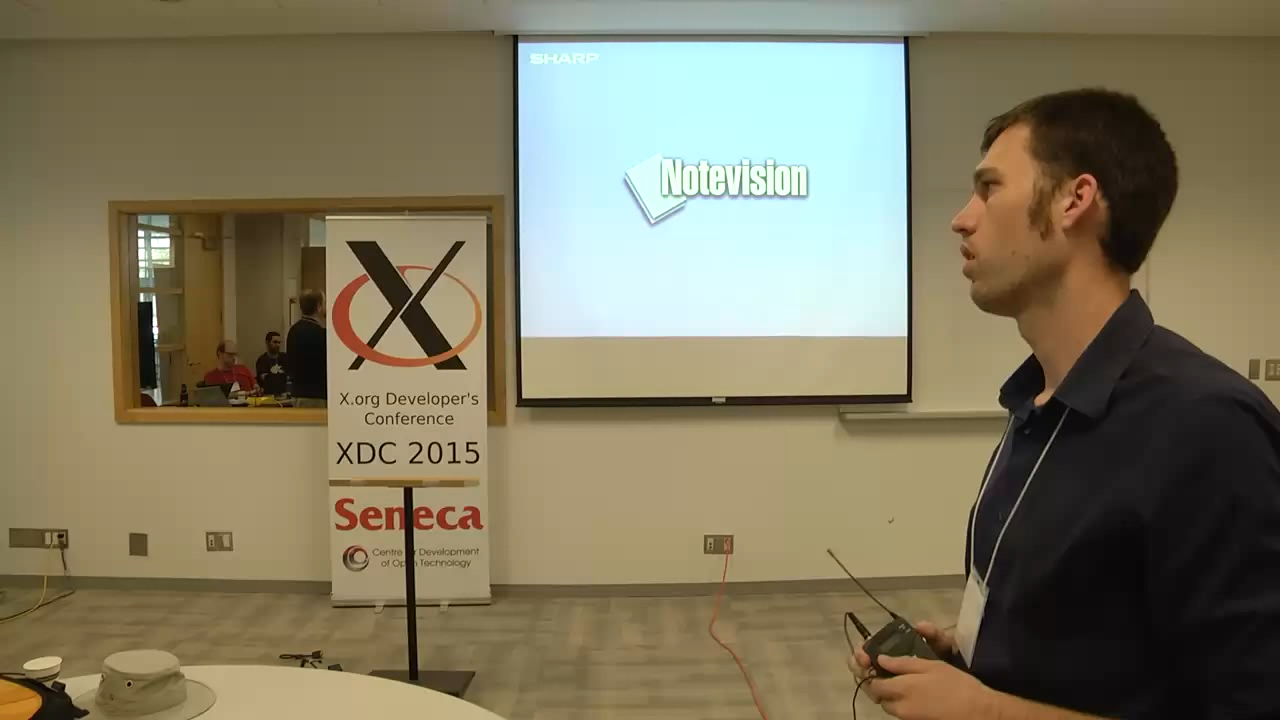 SHARP
Notevision
X.org Developer's
Conference
XDC 2015
Seneca
Centre for Development
of Open Technology